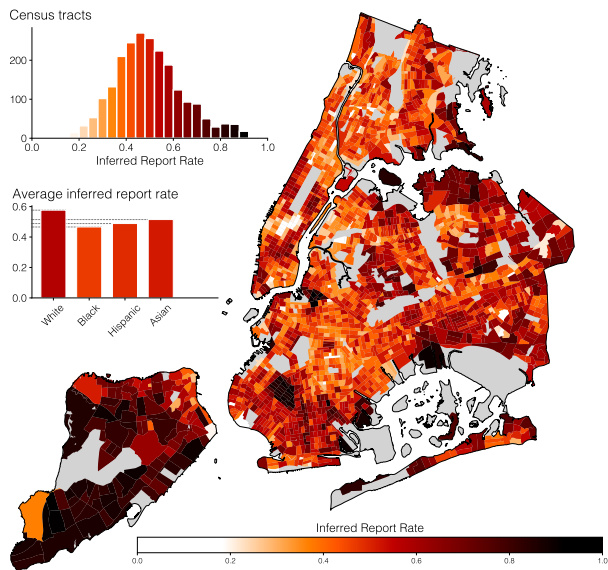 Census tracts
200
100
0
0.0 0.2 0.4 0.6 0.8 1.0
Inferred Report Rate
Average inferred report rate
0.6
0.4
0.2
0.0
White Black Hispanic Asian
Inferred Report Rate
0.0 0.2 0.4 0.6 0.8 1.0